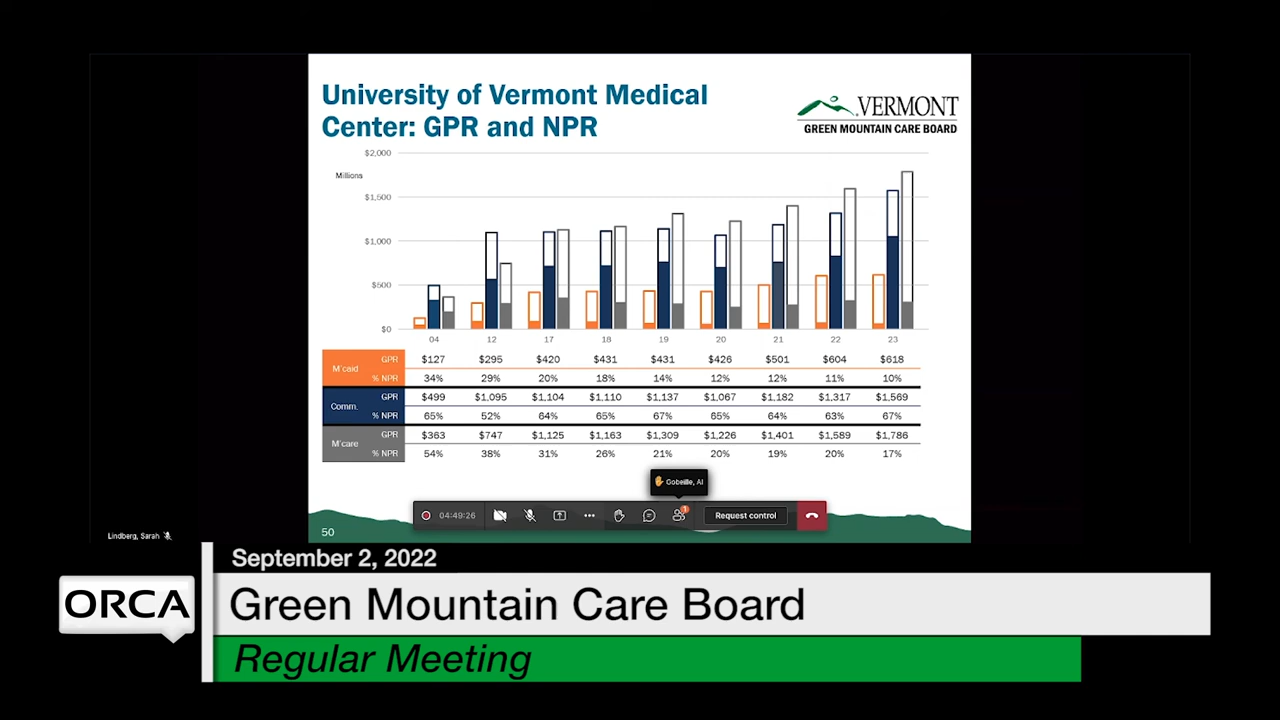 University of Vermont Medical
Center: GPR and NPR
VERMONT
GREEN MOUNTAIN CARE BOARD
$2,000
Millions
$1,500
$1,000
$500
$0
04 12 17 18 19 20 21 22 23
M'caid
GPR $127 $295 $420 $431 $431 $426 $501 $604 $618
% NPR 34% 29% 20% 18% 14% 12% 12% 11% 10%
Comm.
GPR $499 $1,095 $1,104 $1,110 $1,137 $1,067 $1,182 $1,317 $1,569
% NPR 65% 52% 64% 65% 67% 65% 64% 63% 67%
M'care
GPR $363 $747 $1,125 $1,163 $1,309 $1,226 $1,401 $1,589 $1,786
% NPR 54% 38% 31% 26% 21% 20% 19% 20% 17%
Gobeille, Al
04:49:26
1
Request control
50
Lindberg, Sarah
September 2, 2022
ORCA
Green Mountain Care Board
Regular Meeting